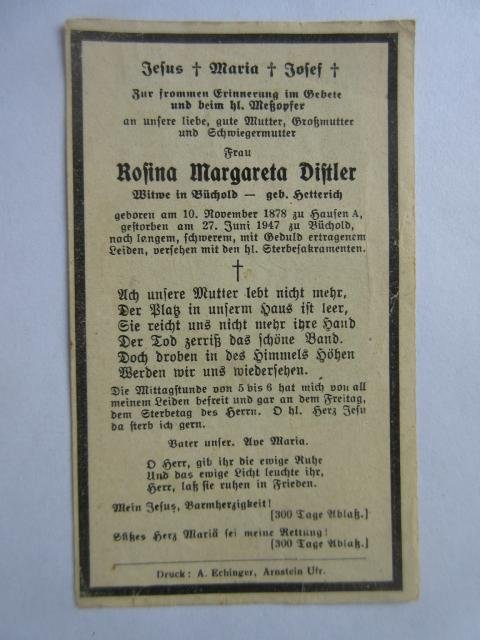 Jesus † Maria † Josef †
Zur frommen Erinnerung im Gebete
und beim hl. Meßopfer
an unsere liebe, gute Mutter, Großmutter
und Schwiegermutter
Frau
Rosina Margareta Distler
Witwe in Büchold — geb. Hetterich
geboren am 10. November 1878 zu Hausen A,
gestorben am 27. Juni 1947 zu Büchold,
nach langem, schwerem, mit Geduld ertragenem
Leiden, versehen mit den hl. Sterbesakramenten.
†
Ach unsere Mutter lebt nicht mehr,
Der Platz in unserm Haus ist leer,
Sie reicht uns nicht mehr ihre Hand
Der Tod zerriß das schöne Band.
Doch droben in des Himmels Höhen
Werden wir uns wiedersehen.
Die Mittagstunde von 5 bis 6 hat mich von all
meinem Leiden befreit und gar an dem Freitag,
dem Sterbetag des Herrn. O hl. Herz Jesu
da sterb ich gern.
Vater unser. Ave Maria.
O Herr, gib ihr die ewige Ruhe
Und das ewige Licht leuchte ihr,
Herr, laß sie ruhen in Frieden.
Mein Jesus, Barmherzigkeit!
[300 Tage Ablaß.]
Süßes Herz Mariä sei meine Rettung!
[300 Tage Ablaß.]
Druck: A. Echinger, Arnstein Ufr.